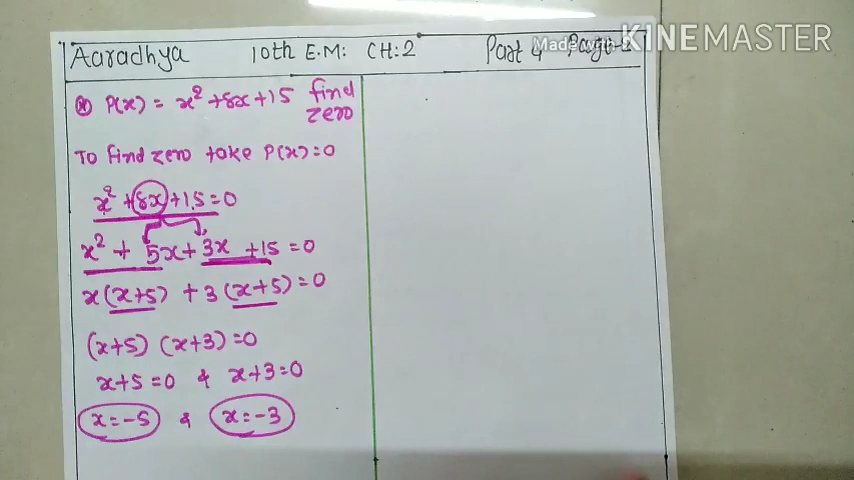 Aaradhya 10th E.M: CH:2 Part 4 Page-2
Made with KINEMASTER
P(x) = x² +8x+15 find
zero
To find zero take P(x)=0
x² +8x+15=0
x² + 5x+3x +15 =0
x(x+5) + 3(x+5)=0
(x+5) (x+3)=0
x+5=0 & x+3=0
x=-5 & x=-3